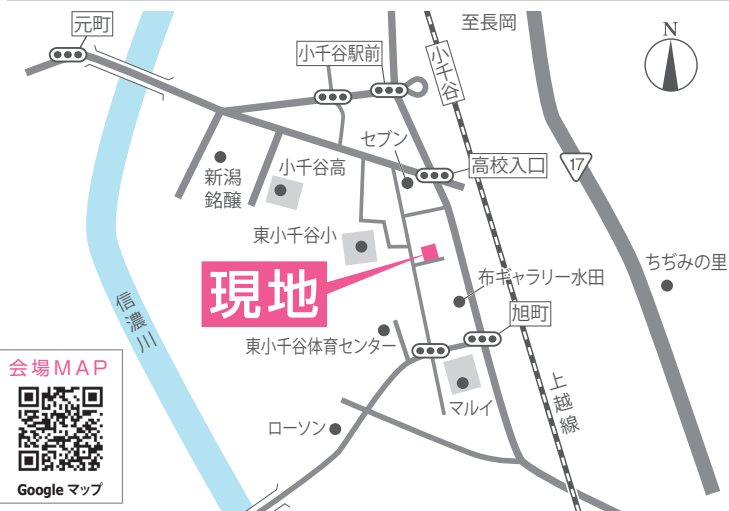 元町
至長岡
N
小千谷駅前
小千谷
セブン
高校入口
17
新潟
銘醸
小千谷高
東小千谷小
現地
ちぢみの里
布ギャラリー水田
信濃川
旭町
東小千谷体育センター
会場MAP
上越線
マルイ
ローソン
Google マップ